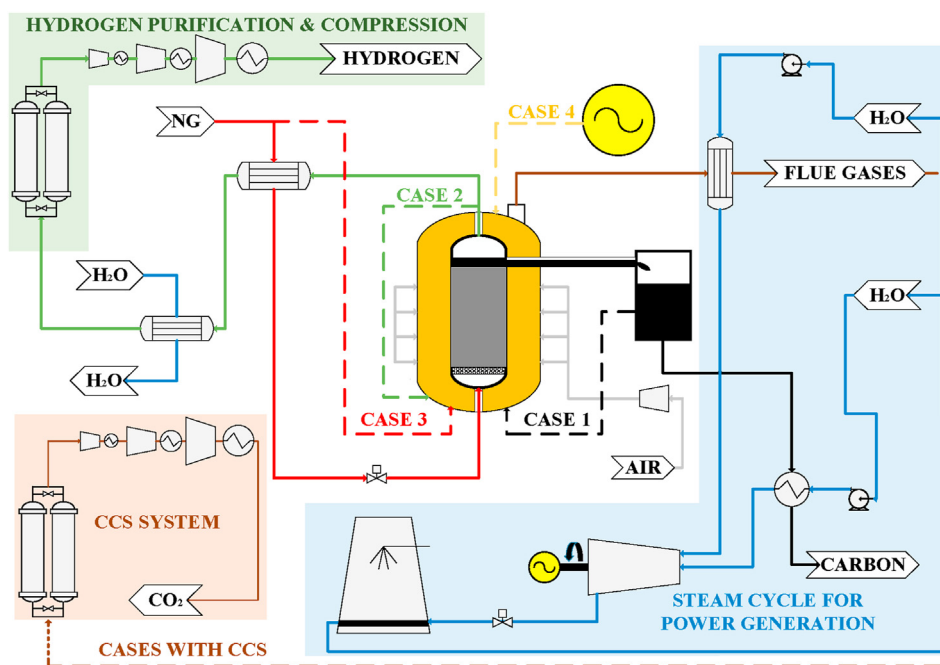 HYDROGEN PURIFICATION & COMPRESSION
HYDROGEN
NG
CASE 4
H₂O
FLUE GASES
CASE 2
H₂O
H₂O
H₂O
CASE 3
CASE 1
AIR
CCS SYSTEM
CO₂
CARBON
STEAM CYCLE FOR
POWER GENERATION
CASES WITH CCS